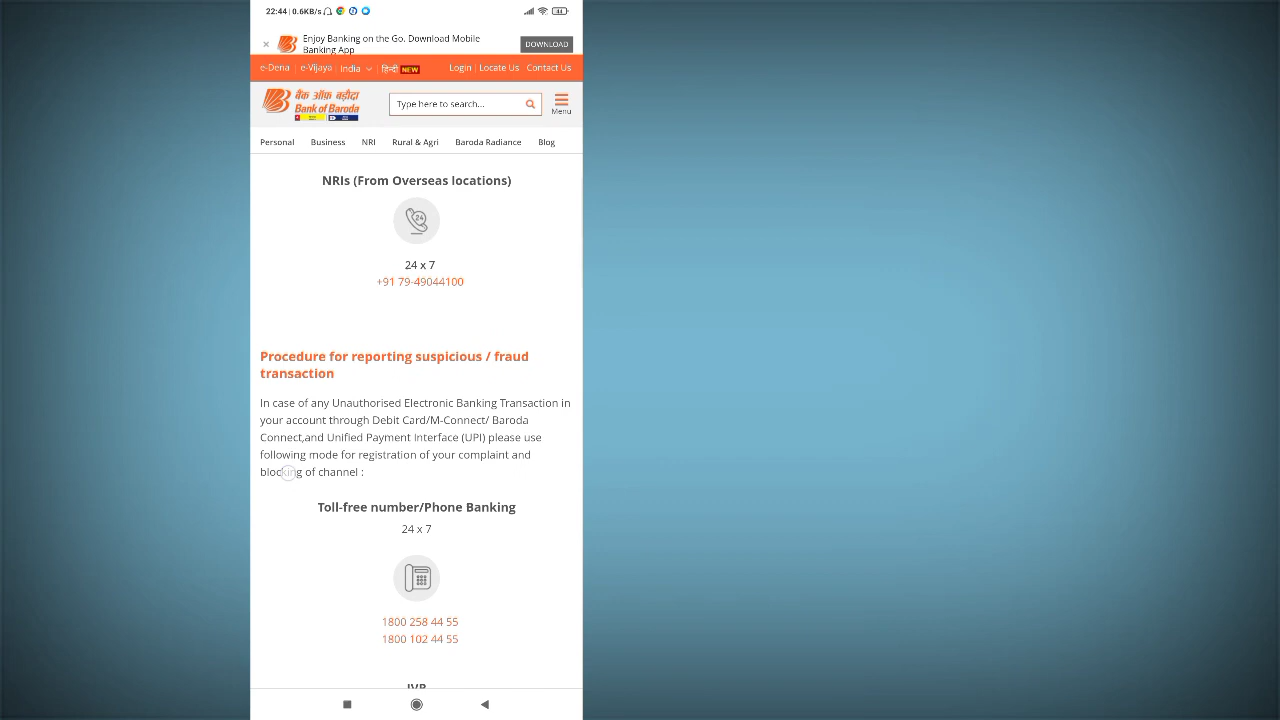 22:44 | 0.6KB/s
44
Enjoy Banking on the Go. Download Mobile
Banking App
DOWNLOAD
e-Dena | e-Vijaya | India | हिन्दी NEW Login | Locate Us Contact Us
बैंक ऑफ़ बड़ौदा
Bank of Baroda
Type here to search...
Menu
Personal Business NRI Rural & Agri Baroda Radiance Blog
NRIs (From Overseas locations)
24
24 x 7
+91 79-49044100
Procedure for reporting suspicious / fraud
transaction
In case of any Unauthorised Electronic Banking Transaction in
your account through Debit Card/M-Connect/ Baroda
Connect,and Unified Payment Interface (UPI) please use
following mode for registration of your complaint and
blocking of channel :
Toll-free number/Phone Banking
24 x 7
1800 258 44 55
1800 102 44 55
IVR